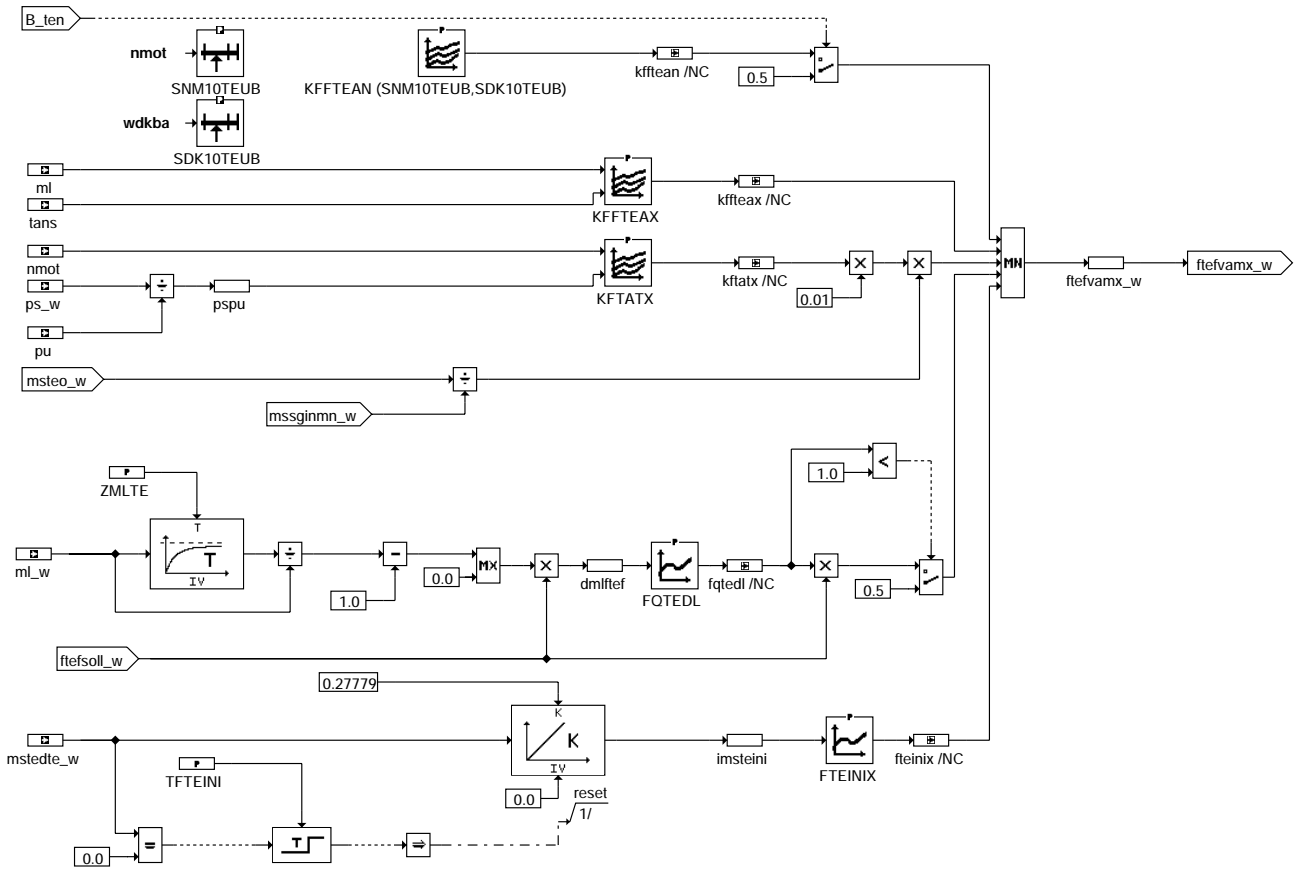 B_ten
P
P
nmot
SNM10TEUB
KFFTEAN (SNM10TEUB,SDK10TEUB)
kfftean /NC
0.5
P
wdkba
SDK10TEUB
P
ml
tans
KFFTEAX
kffteax /NC
P
nmot
ps_w
pspu
KFTATX
kftatx /NC
0.01
MN
ftefvamx_w
ftefvamx_w
pu
msteo_w
mssginmn_w
P
ZMLTE
1.0
<
T
T
IV
ml_w
1.0
0.0
MX
dmlftef
P
FQTEDL
fqtedl /NC
0.5
ftefsoll_w
0.27779
K
K
IV
mstedte_w
P
TFTEINI
imsteini
P
FTEINIX
fteinix /NC
0.0
reset
1/
0.0
=
T